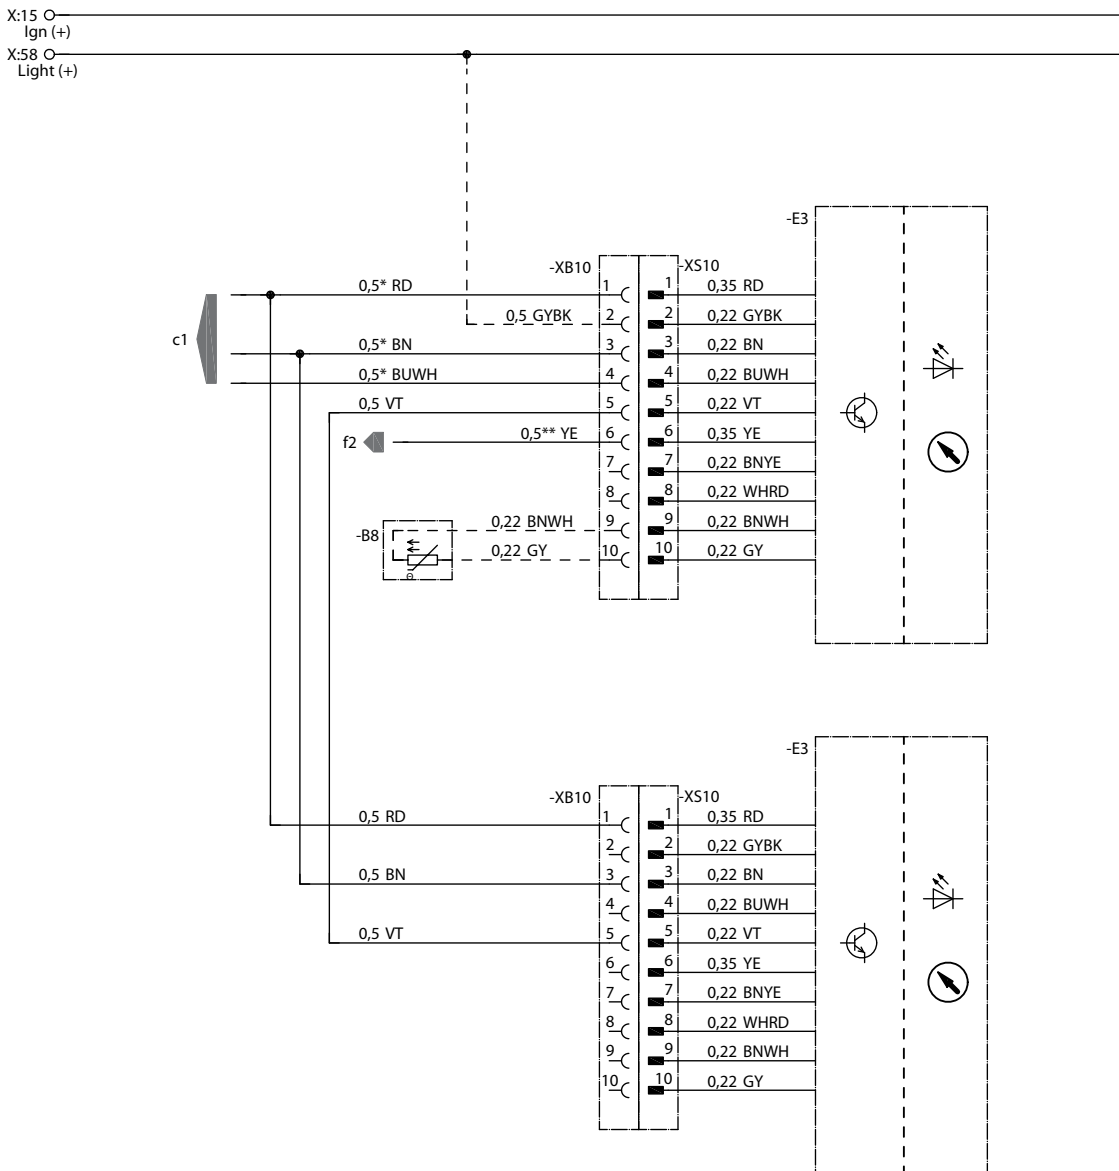 X:15
Ign (+)
X:58
Light (+)
-E3
-XB10 -XS10
0,5* RD 1 1 0,35 RD
0,5 GYBK 2 2 0,22 GYBK
0,5* BN 3 3 0,22 BN
c1
0,5* BUWH 4 4 0,22 BUWH
0,5 VT 5 5 0,22 VT
f2 0,5** YE 6 6 0,35 YE
7 7 0,22 BNYE
8 8 0,22 WHRD
-B8 0,22 BNWH 9 9 0,22 BNWH
0,22 GY 10 10 0,22 GY
Θ
-E3
-XB10 -XS10
0,5 RD 1 1 0,35 RD
2 2 0,22 GYBK
0,5 BN 3 3 0,22 BN
4 4 0,22 BUWH
0,5 VT 5 5 0,22 VT
6 6 0,35 YE
7 7 0,22 BNYE
8 8 0,22 WHRD
9 9 0,22 BNWH
10 10 0,22 GY